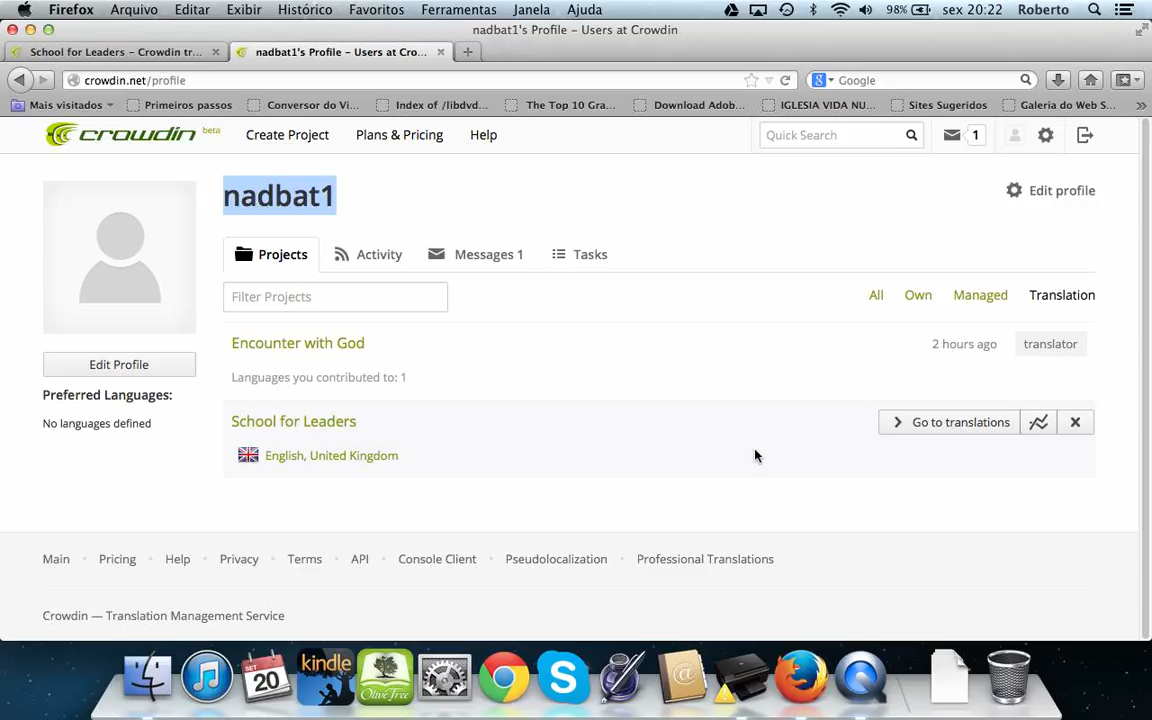 Firefox Arquivo Editar Exibir Histórico Favoritos Ferramentas Janela Ajuda 98% sex 20:22 Roberto
nadbat1's Profile – Users at Crowdin
School for Leaders – Crowdin tr... nadbat1's Profile – Users at Cro...
crowdin.net/profile Google
Mais visitados Primeiros passos Conversor do Vi... Index of /libdvd... The Top 10 Gra... Download Adob... IGLESIA VIDA NU... Sites Sugeridos Galeria do Web S...
crowdin beta Create Project Plans & Pricing Help Quick Search 1
nadbat1
Edit profile
Projects Activity Messages 1 Tasks
Filter Projects All Own Managed Translation
Encounter with God 2 hours ago translator
Edit Profile
Languages you contributed to: 1
Preferred Languages:
No languages defined
School for Leaders Go to translations
English, United Kingdom
Main Pricing Help Privacy Terms API Console Client Pseudolocalization Professional Translations
Crowdin — Translation Management Service
SET
20
kindle
OliveTree